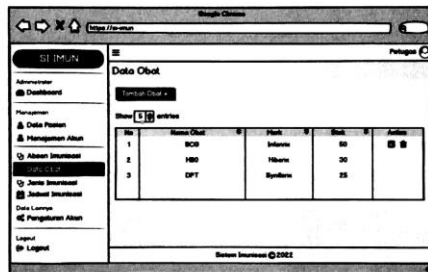 Google Chrome
https://si-imun
SI IMUN
Petugas
Administrator
Dashboard
Manajemen
Data Pasien
Manajemen Akun
Absen Imunisasi
Data Obat
Jenis Imunisasi
Jadwal Imunisasi
Data Lainnya
Pengaturan Akun
Logout
Logout
Data Obat
Tambah Obat +
Show 5 entries
No Nama Obat Merk Stok Action
1 BCG Infanrix 50
2 HB0 Hiberix 30
3 DPT Synflorix 25
Sistem Imunisasi © 2022